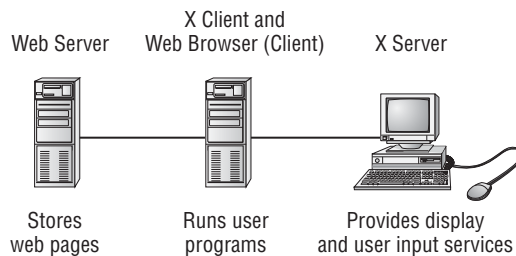 Web Server
X Client and
Web Browser (Client)
X Server
Stores
web pages
Runs user
programs
Provides display
and user input services